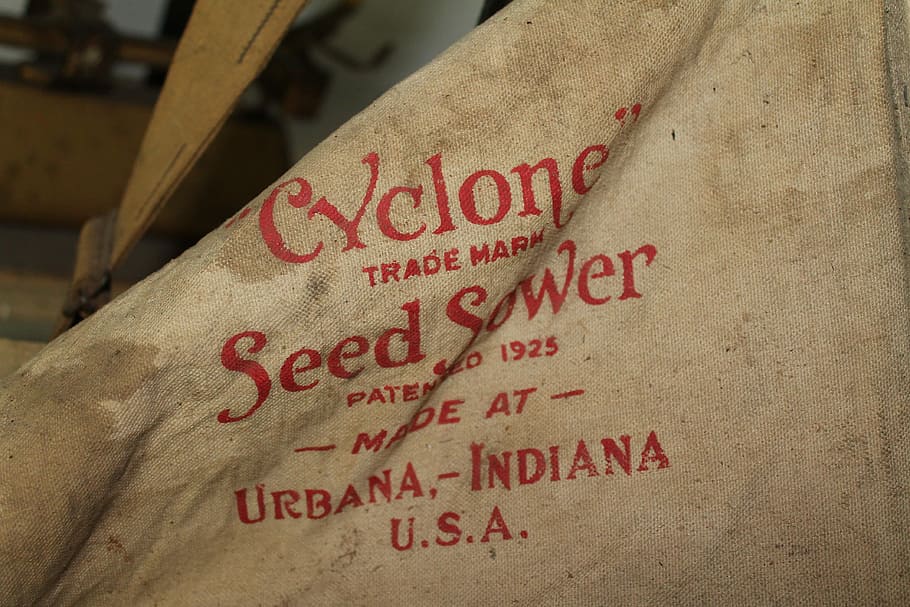 "Cyclone"
TRADE MARK
Seed Sower
PATENTED 1925
— MADE AT —
URBANA,-INDIANA
U.S.A.